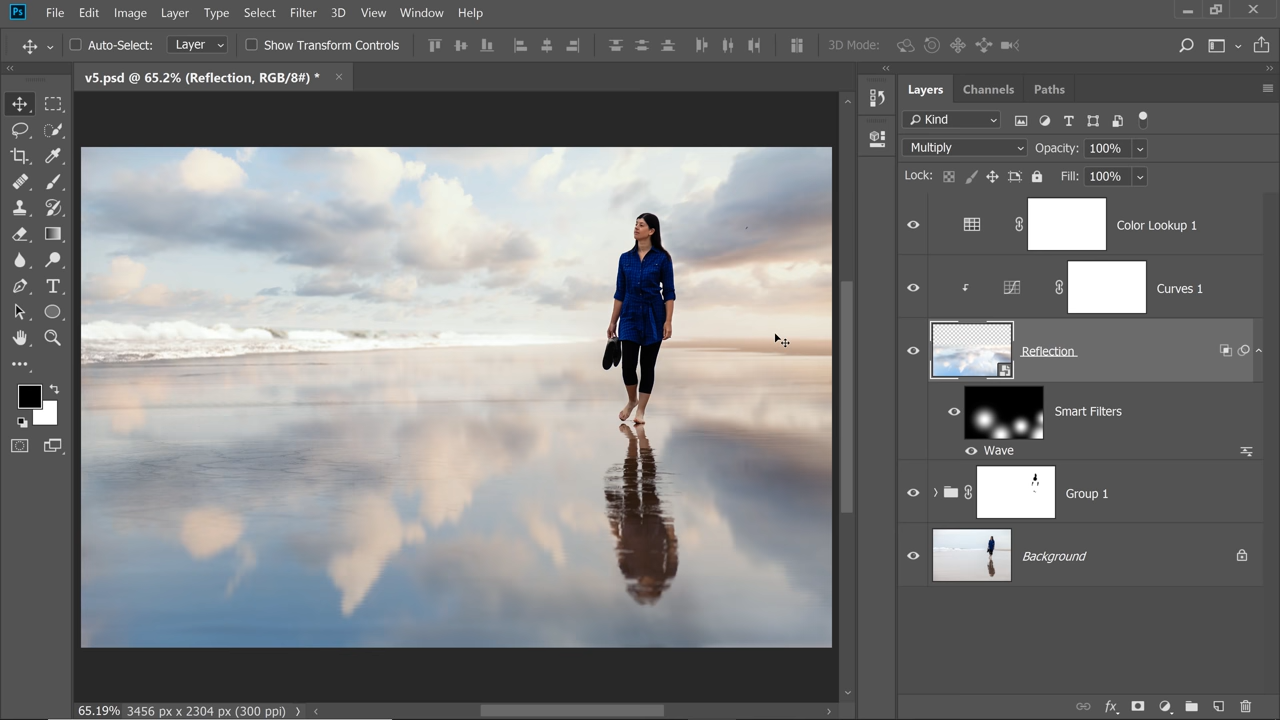 Ps File Edit Image Layer Type Select Filter 3D View Window Help
Auto-Select: Layer Show Transform Controls 3D Mode:
v5.psd @ 65.2% (Reflection, RGB/8#) *
Layers Channels Paths
Kind
Multiply Opacity: 100%
Lock: Fill: 100%
Color Lookup 1
Curves 1
Reflection
Smart Filters
Wave
Group 1
Background
65.19% 3456 px x 2304 px (300 ppi)
fx